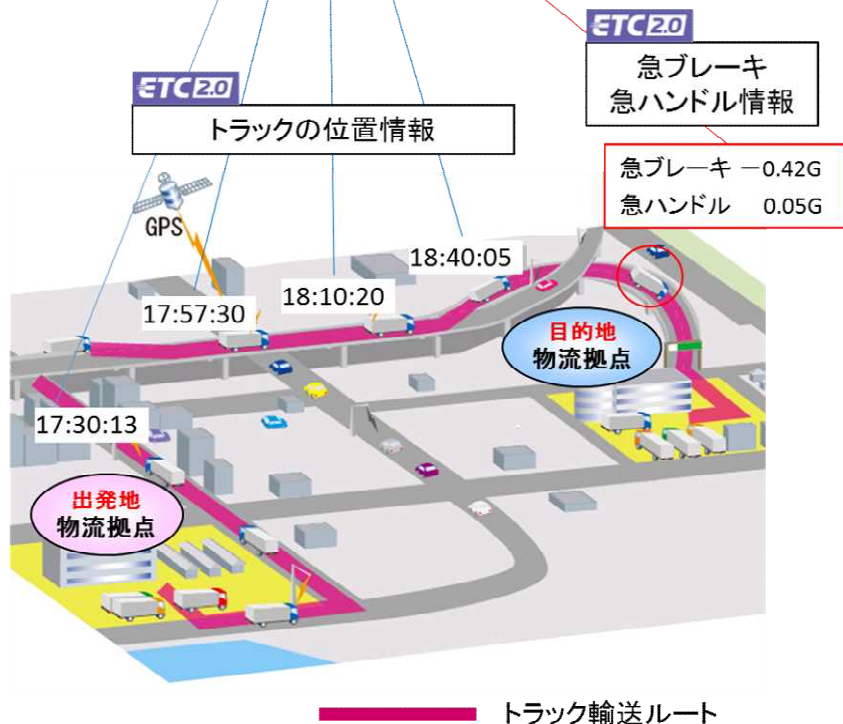 ETC2.0
急ブレーキ
急ハンドル情報
ETC2.0
トラックの位置情報
急ブレーキ －0.42G
急ハンドル 0.05G
GPS
18:40:05
18:10:20
17:57:30
目的地
物流拠点
17:30:13
出発地
物流拠点
トラック輸送ルート